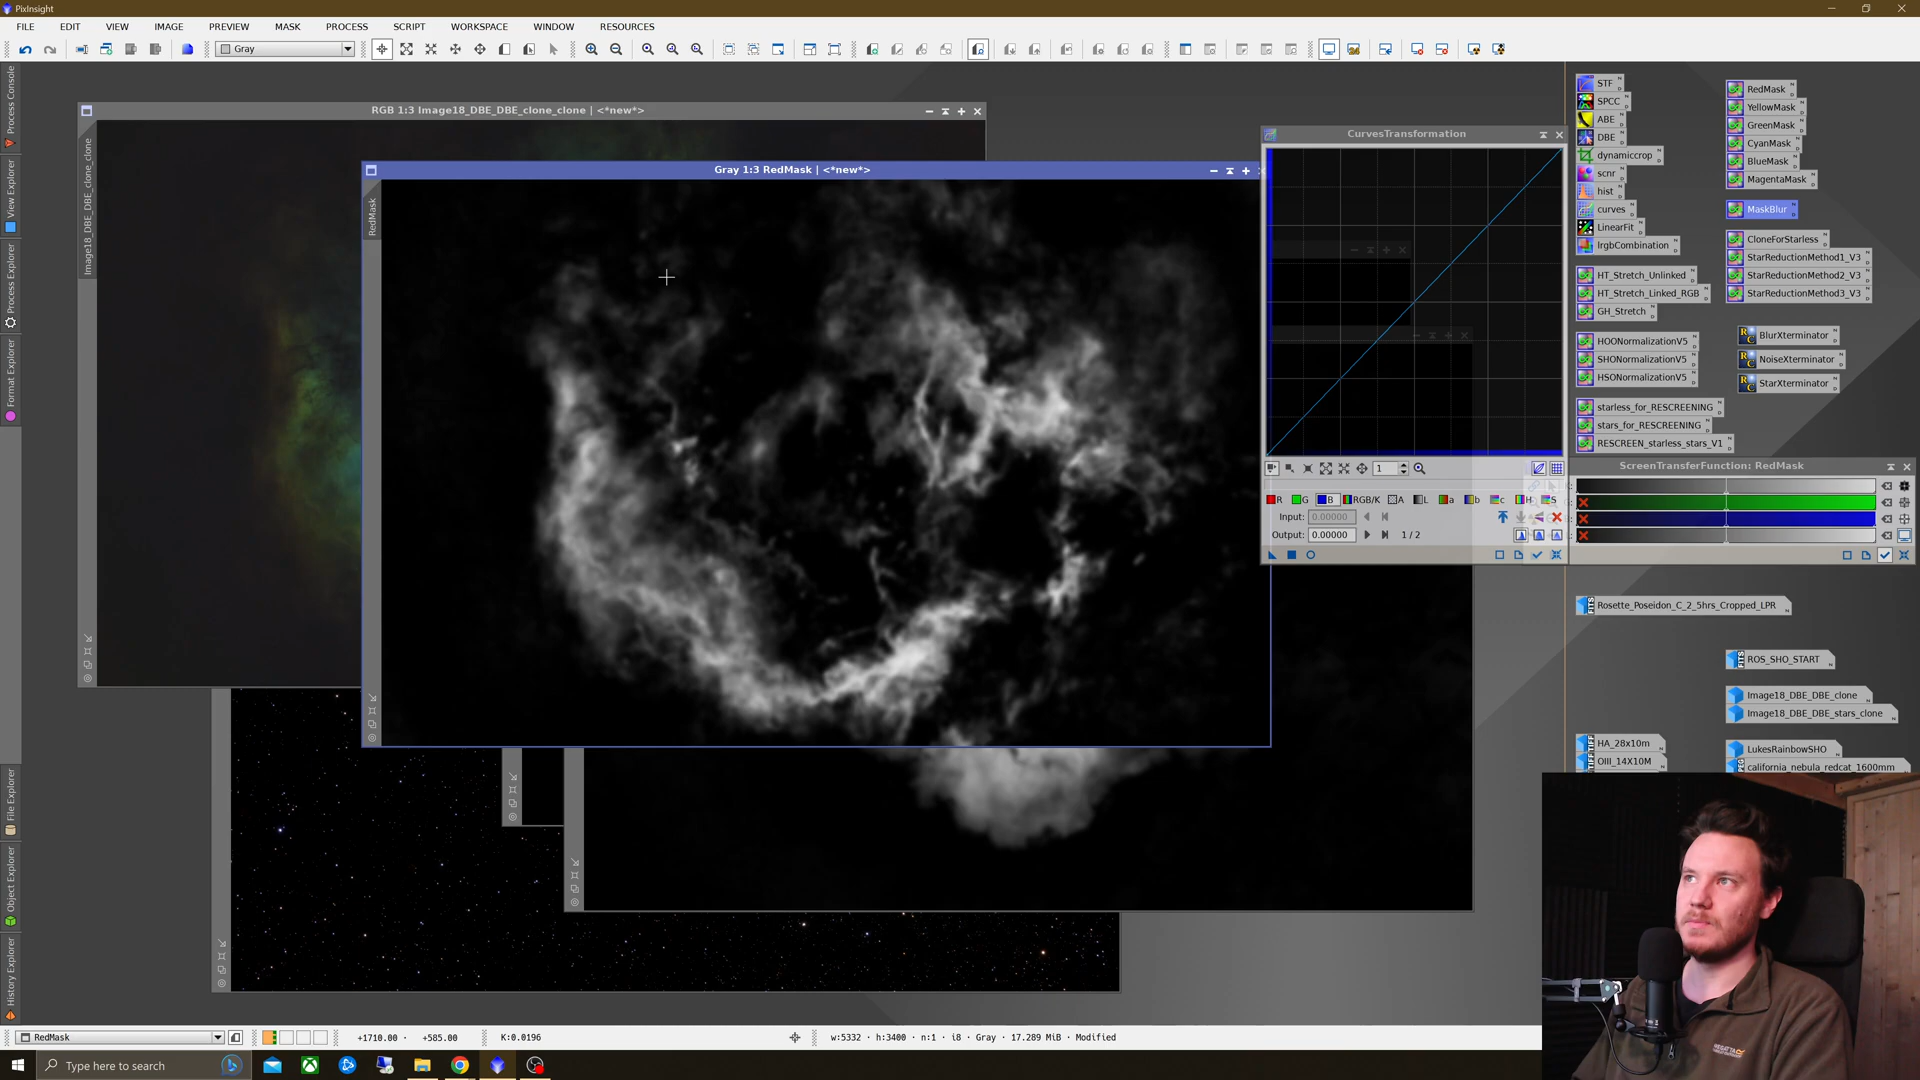 PixInsight
FILE EDIT VIEW IMAGE PREVIEW MASK PROCESS SCRIPT WORKSPACE WINDOW RESOURCES
Gray
Process Console
View Explorer
Process Explorer
Format Explorer
File Explorer
Object Explorer
History Explorer
RGB 1:3 Image18_DBE_DBE_clone_clone | <*new*>
Image18_DBE_DBE_clone_clone
Gray 1:3 RedMask | <*new*>
RedMask
CurvesTransformation
1
R G B RGB/K A L a b c H S
Input: 0.00000
Output: 0.00000 1 / 2
STF
SPCC
ABE
DBE
dynamiccrop
scnr
hist
curves
LinearFit
lrgbCombination
HT_Stretch_Unlinked
HT_Stretch_Linked_RGB
GH_Stretch
HOONormalizationV5
SHONormalizationV5
HSONormalizationV5
starless_for_RESCREENING
stars_for_RESCREENING
RESCREEN_starless_stars_V1
RedMask
YellowMask
GreenMask
CyanMask
BlueMask
MagentaMask
MaskBlur
CloneForStarless
StarReductionMethod1_V3
StarReductionMethod2_V3
StarReductionMethod3_V3
BlurXterminator
NoiseXterminator
StarXterminator
ScreenTransferFunction: RedMask
Rosette_Poseidon_C_2_5hrs_Cropped_LPR
ROS_SHO_START
Image18_DBE_DBE_clone
Image18_DBE_DBE_stars_clone
HA_28x10m
OIII_14X10M
LukesRainbowSHO
california_nebula_redcat_1600mm
REGATTA
RedMask
+1710.00 +585.00 K:0.0196
w:5332 · h:3400 · n:1 · i8 · Gray · 17.289 MiB · Modified
Type here to search